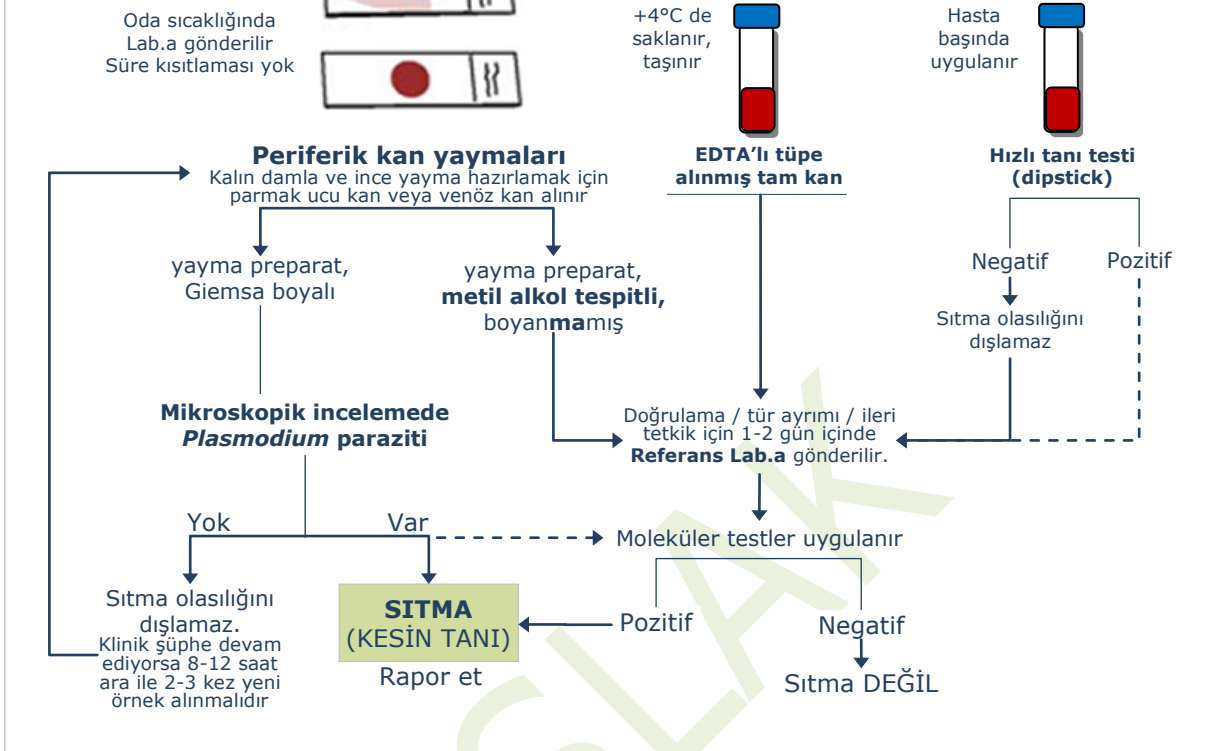 Oda sıcaklığında
Lab.a gönderilir
Süre kısıtlaması yok
+4°C de
saklanır,
taşınır
Hasta
başında
uygulanır
Periferik kan yaymaları
Kalın damla ve ince yayma hazırlamak için
parmak ucu kan veya venöz kan alınır
EDTA’lı tüpe
alınmış tam kan
Hızlı tanı testi
(dipstick)
yayma preparat,
Giemsa boyalı
yayma preparat,
metil alkol tespitli,
boyanmamış
Negatif
Pozitif
Sıtma olasılığını
dışlamaz
Mikroskopik incelemede
Plasmodium paraziti
Doğrulama / tür ayrımı / ileri
tetkik için 1-2 gün içinde
Referans Lab.a gönderilir.
Yok
Var
Moleküler testler uygulanır
Sıtma olasılığını
dışlamaz.
Klinik şüphe devam
ediyorsa 8-12 saat
ara ile 2-3 kez yeni
örnek alınmalıdır
SITMA
(KESİN TANI)
Rapor et
Pozitif
Negatif
Sıtma DEĞİL
SLAK